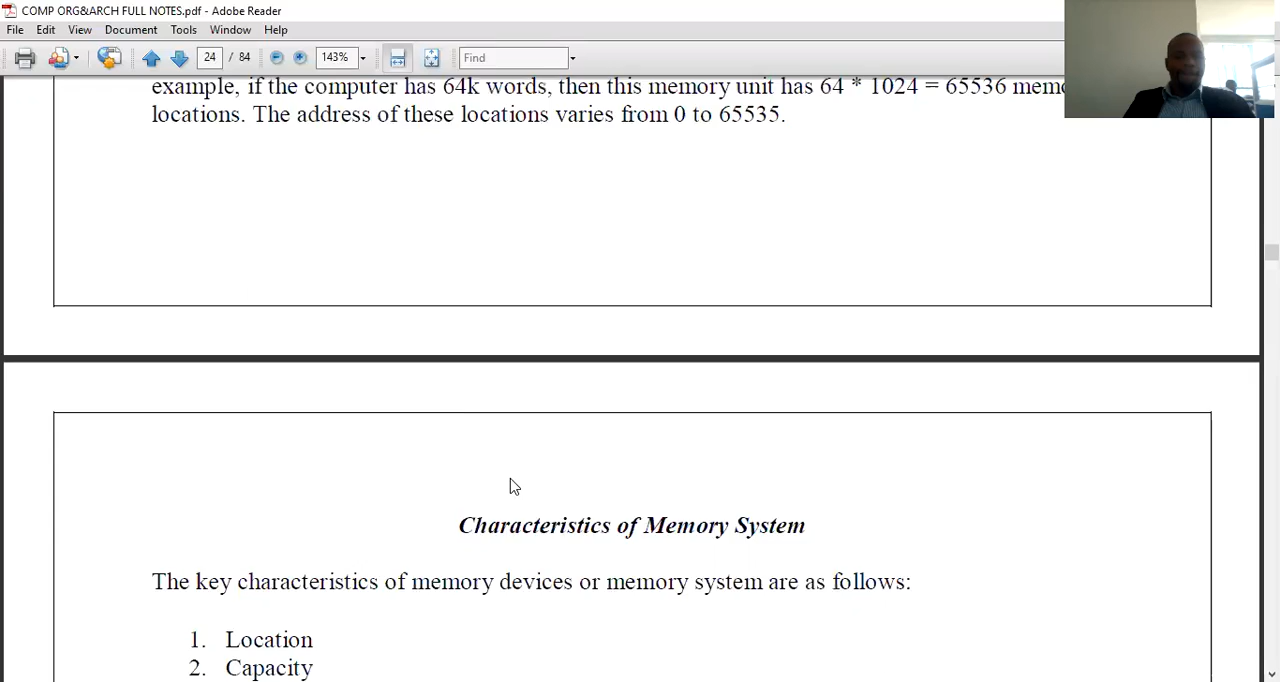 COMP ORG&ARCH FULL NOTES.pdf - Adobe Reader
File Edit View Document Tools Window Help
24 / 84 143% Find
example, if the computer has 64k words, then this memory unit has 64 * 1024 = 65536
locations. The address of these locations varies from 0 to 65535.
Characteristics of Memory System
The key characteristics of memory devices or memory system are as follows:
1. Location
2. Capacity